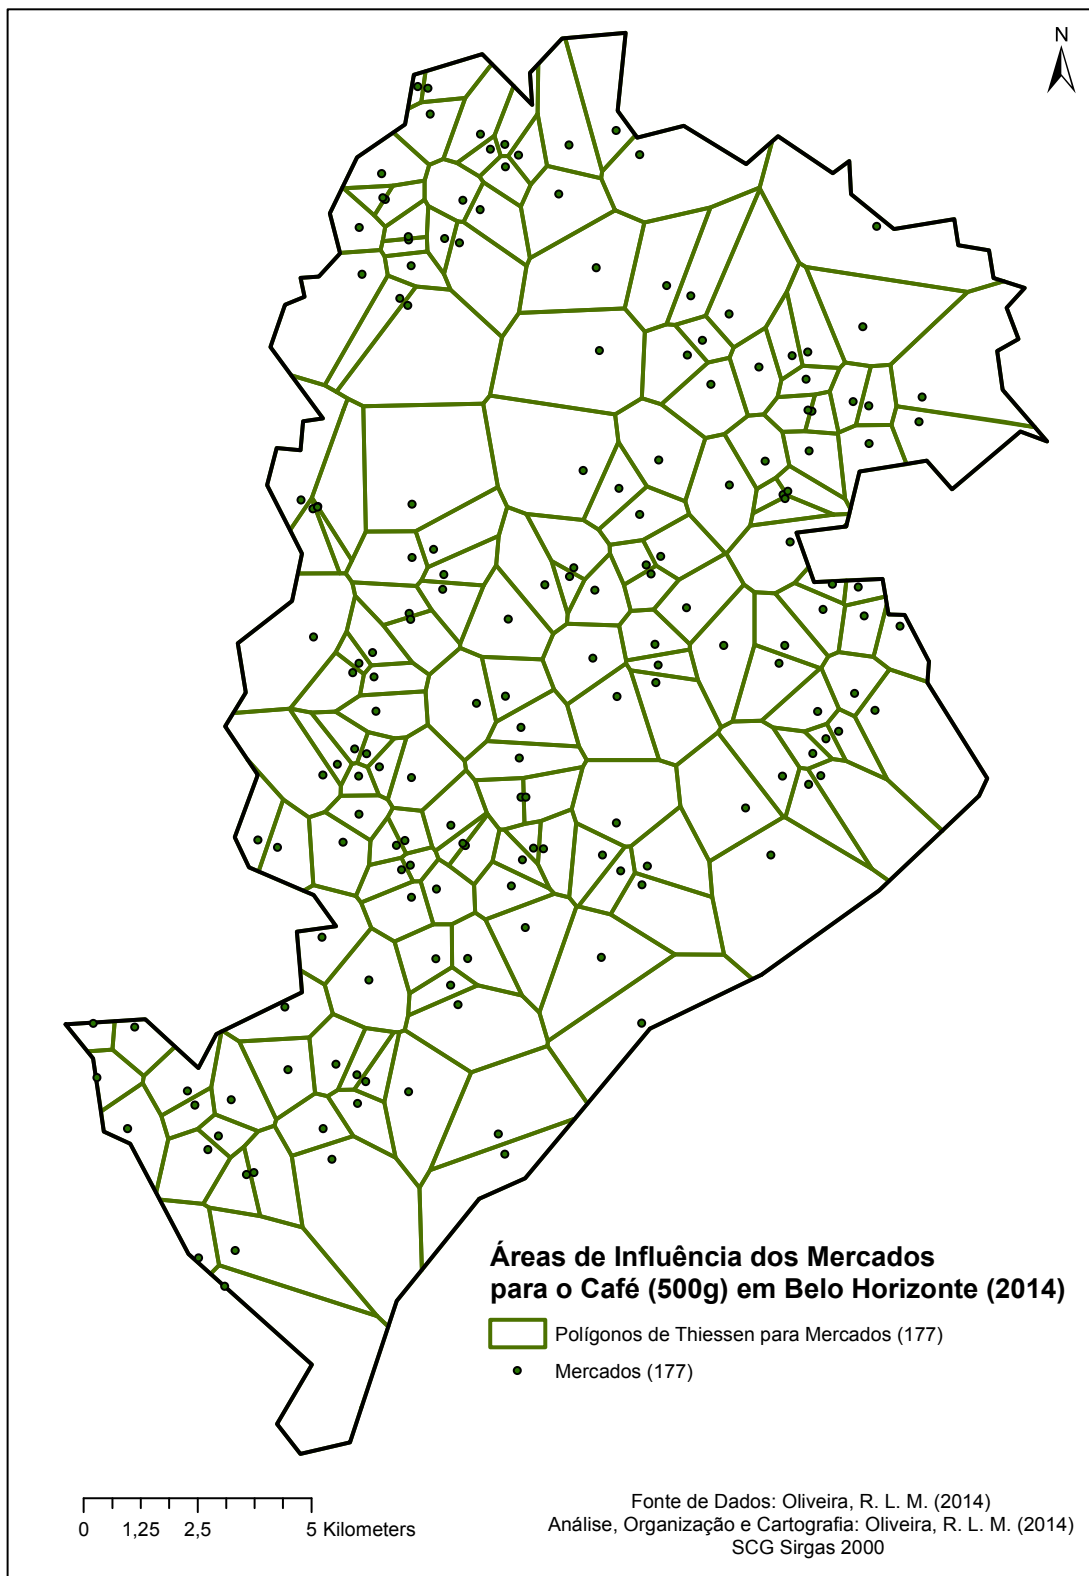 N
Áreas de Influência dos Mercados
para o Café (500g) em Belo Horizonte (2014)
Polígonos de Thiessen para Mercados (177)
Mercados (177)
0 1,25 2,5 5 Kilometers
Fonte de Dados: Oliveira, R. L. M. (2014)
Análise, Organização e Cartografia: Oliveira, R. L. M. (2014)
SCG Sirgas 2000